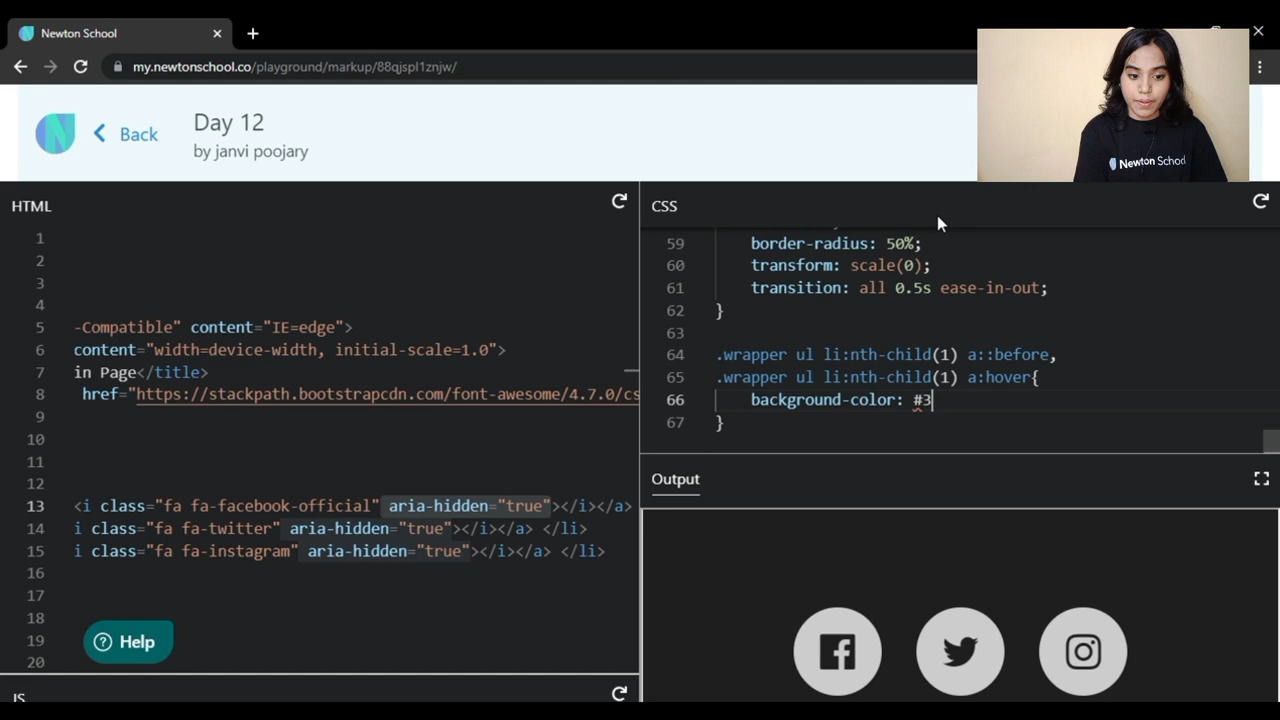 Newton School
my.newtonschool.co/playground/markup/88qjspl1znjw/
Back
Day 12
by janvi poojary
Newton School
HTML
1
2
3
4
5 -Compatible" content="IE=edge">
6 content="width=device-width, initial-scale=1.0">
7 in Page</title>
8 href="https://stackpath.bootstrapcdn.com/font-awesome/4.7.0/cs
9
10
11
12
13 <i class="fa fa-facebook-official" aria-hidden="true"></i></a>
14 i class="fa fa-twitter" aria-hidden="true"></i></a> </li>
15 i class="fa fa-instagram" aria-hidden="true"></i></a> </li>
16
17
18
19
20
Help
CSS
59 border-radius: 50%;
60 transform: scale(0);
61 transition: all 0.5s ease-in-out;
62 }
63
64 .wrapper ul li:nth-child(1) a::before,
65 .wrapper ul li:nth-child(1) a:hover{
66 background-color: #3
67 }
Output